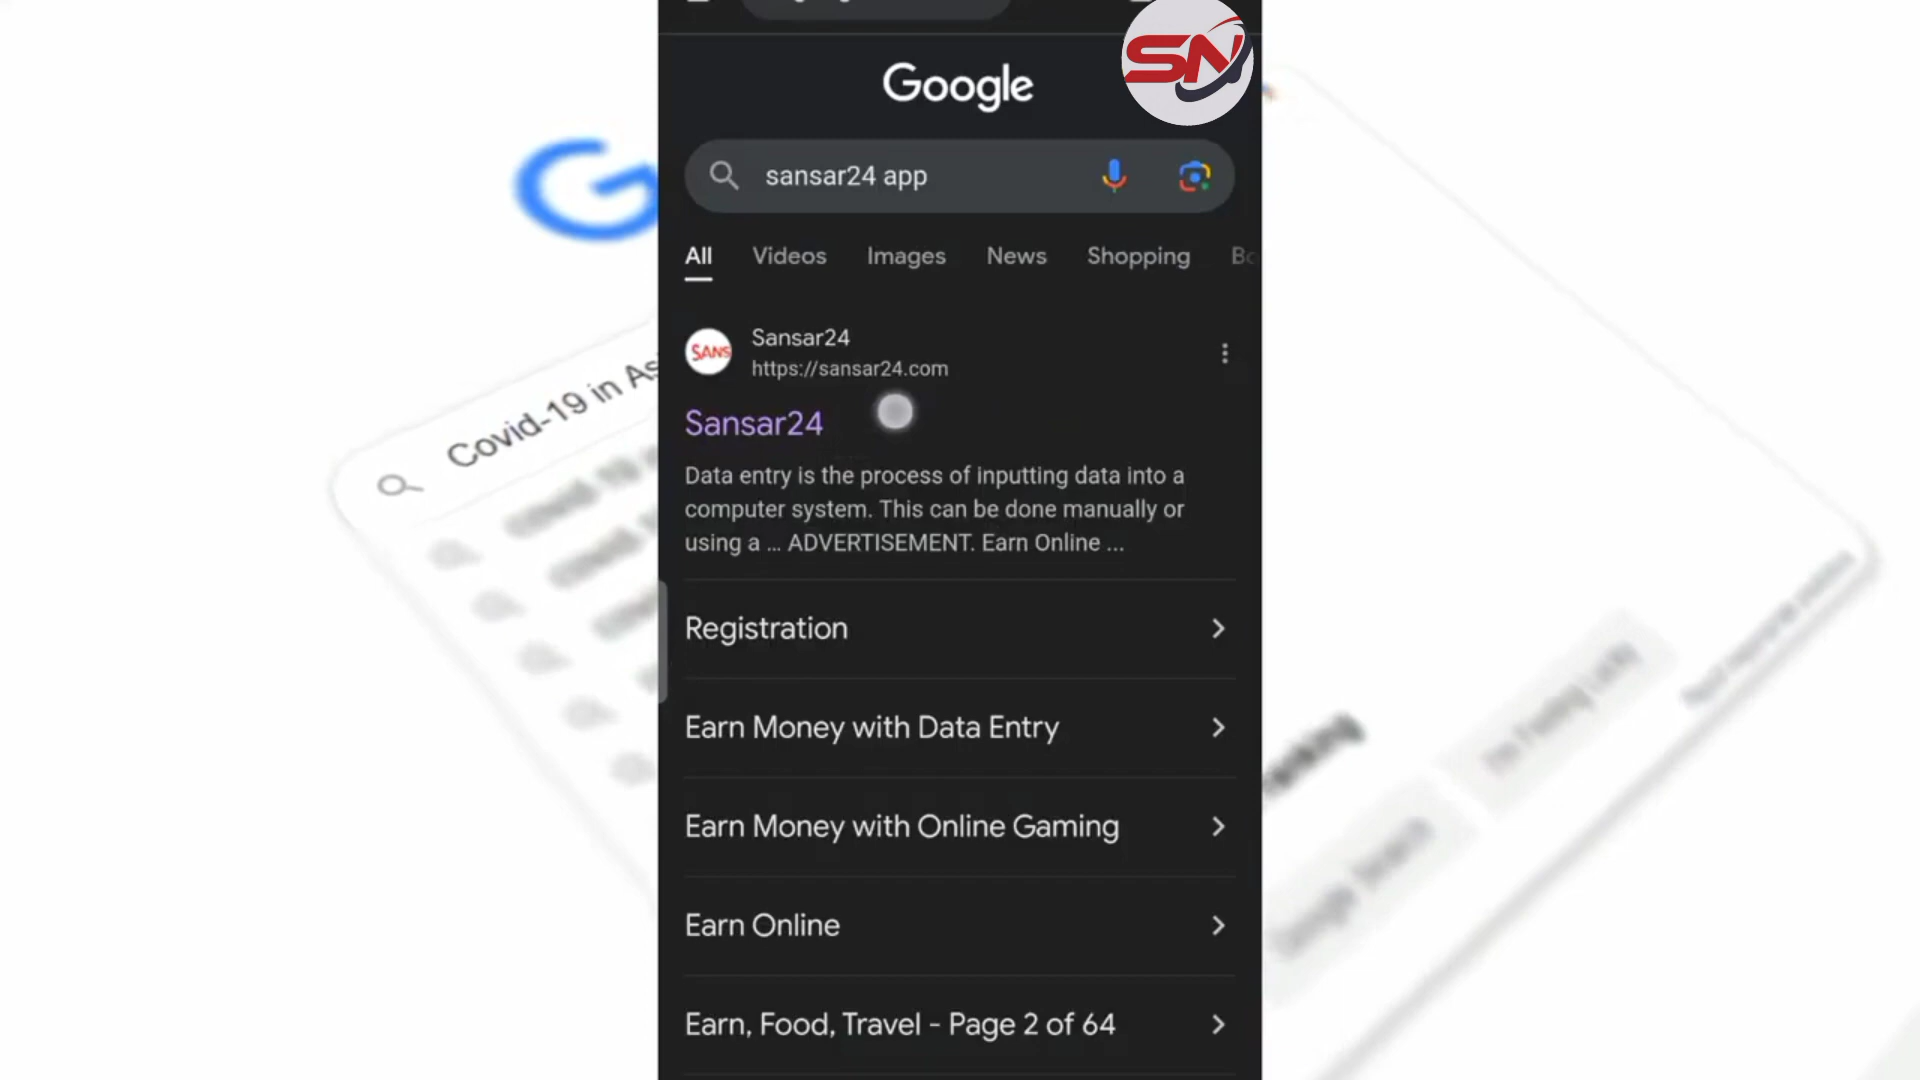 SN
Google
sansar24 app
All Videos Images News Shopping
SANS
Sansar24
https://sansar24.com
Sansar24
Data entry is the process of inputting data into a
computer system. This can be done manually or
using a ... ADVERTISEMENT. Earn Online ...
Registration
Earn Money with Data Entry
Earn Money with Online Gaming
Earn Online
Earn, Food, Travel - Page 2 of 64
G
Covid-19 in As